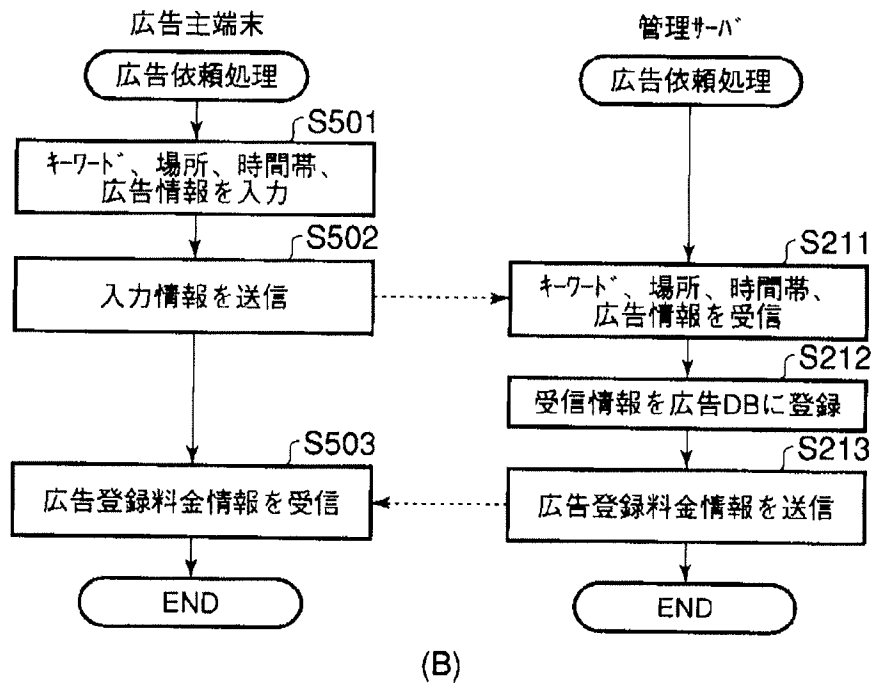 広告主端末
広告依頼処理
S501
ｷｰﾜｰﾄﾞ、場所、時間帯、
広告情報を入力
S502
入力情報を送信
S503
広告登録料金情報を受信
END
管理ｻｰﾊﾞ
広告依頼処理
S211
ｷｰﾜｰﾄﾞ、場所、時間帯、
広告情報を受信
S212
受信情報を広告DBに登録
S213
広告登録料金情報を送信
END
(B)